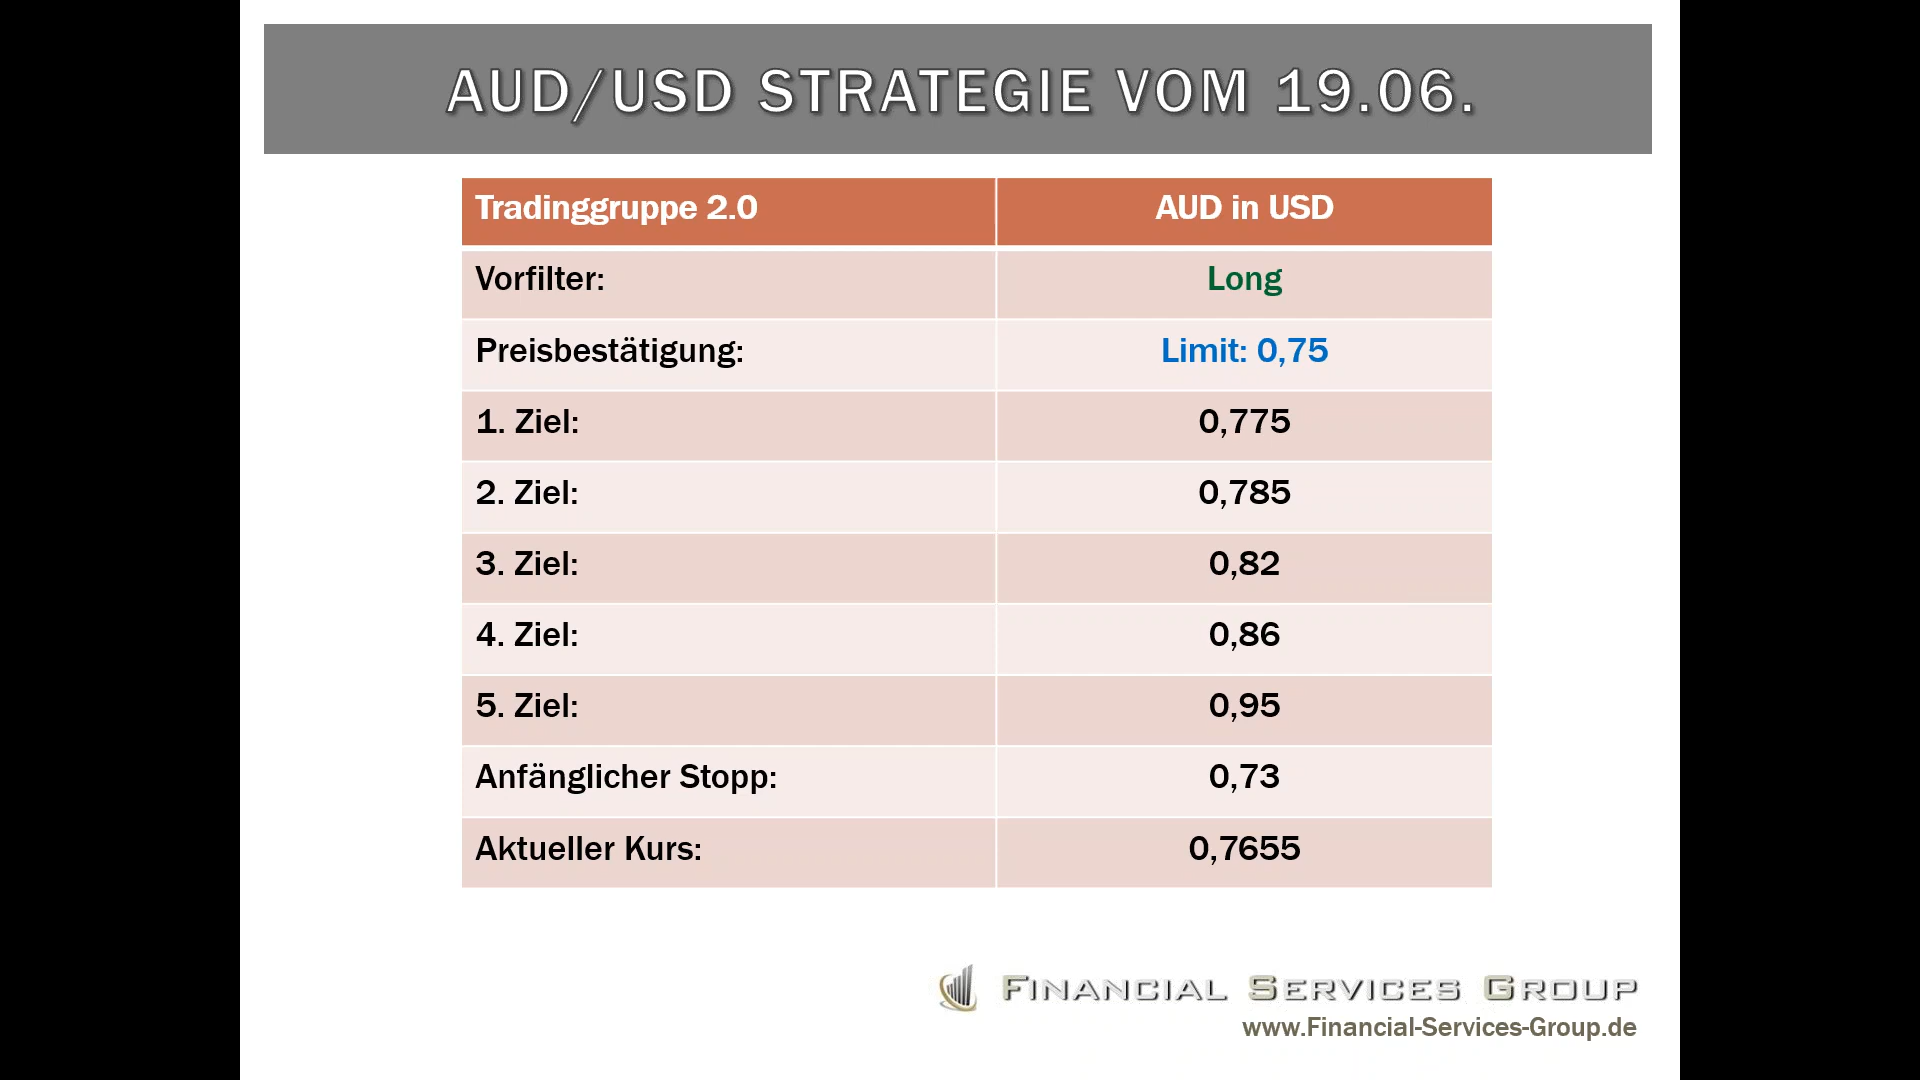 AUD/USD STRATEGIE VOM 19.06.
Tradinggruppe 2.0 AUD in USD
Vorfilter: Long
Preisbestätigung: Limit: 0,75
1. Ziel: 0,775
2. Ziel: 0,785
3. Ziel: 0,82
4. Ziel: 0,86
5. Ziel: 0,95
Anfänglicher Stopp: 0,73
Aktueller Kurs: 0,7655
FINANCIAL SERVICES GROUP
www.Financial-Services-Group.de